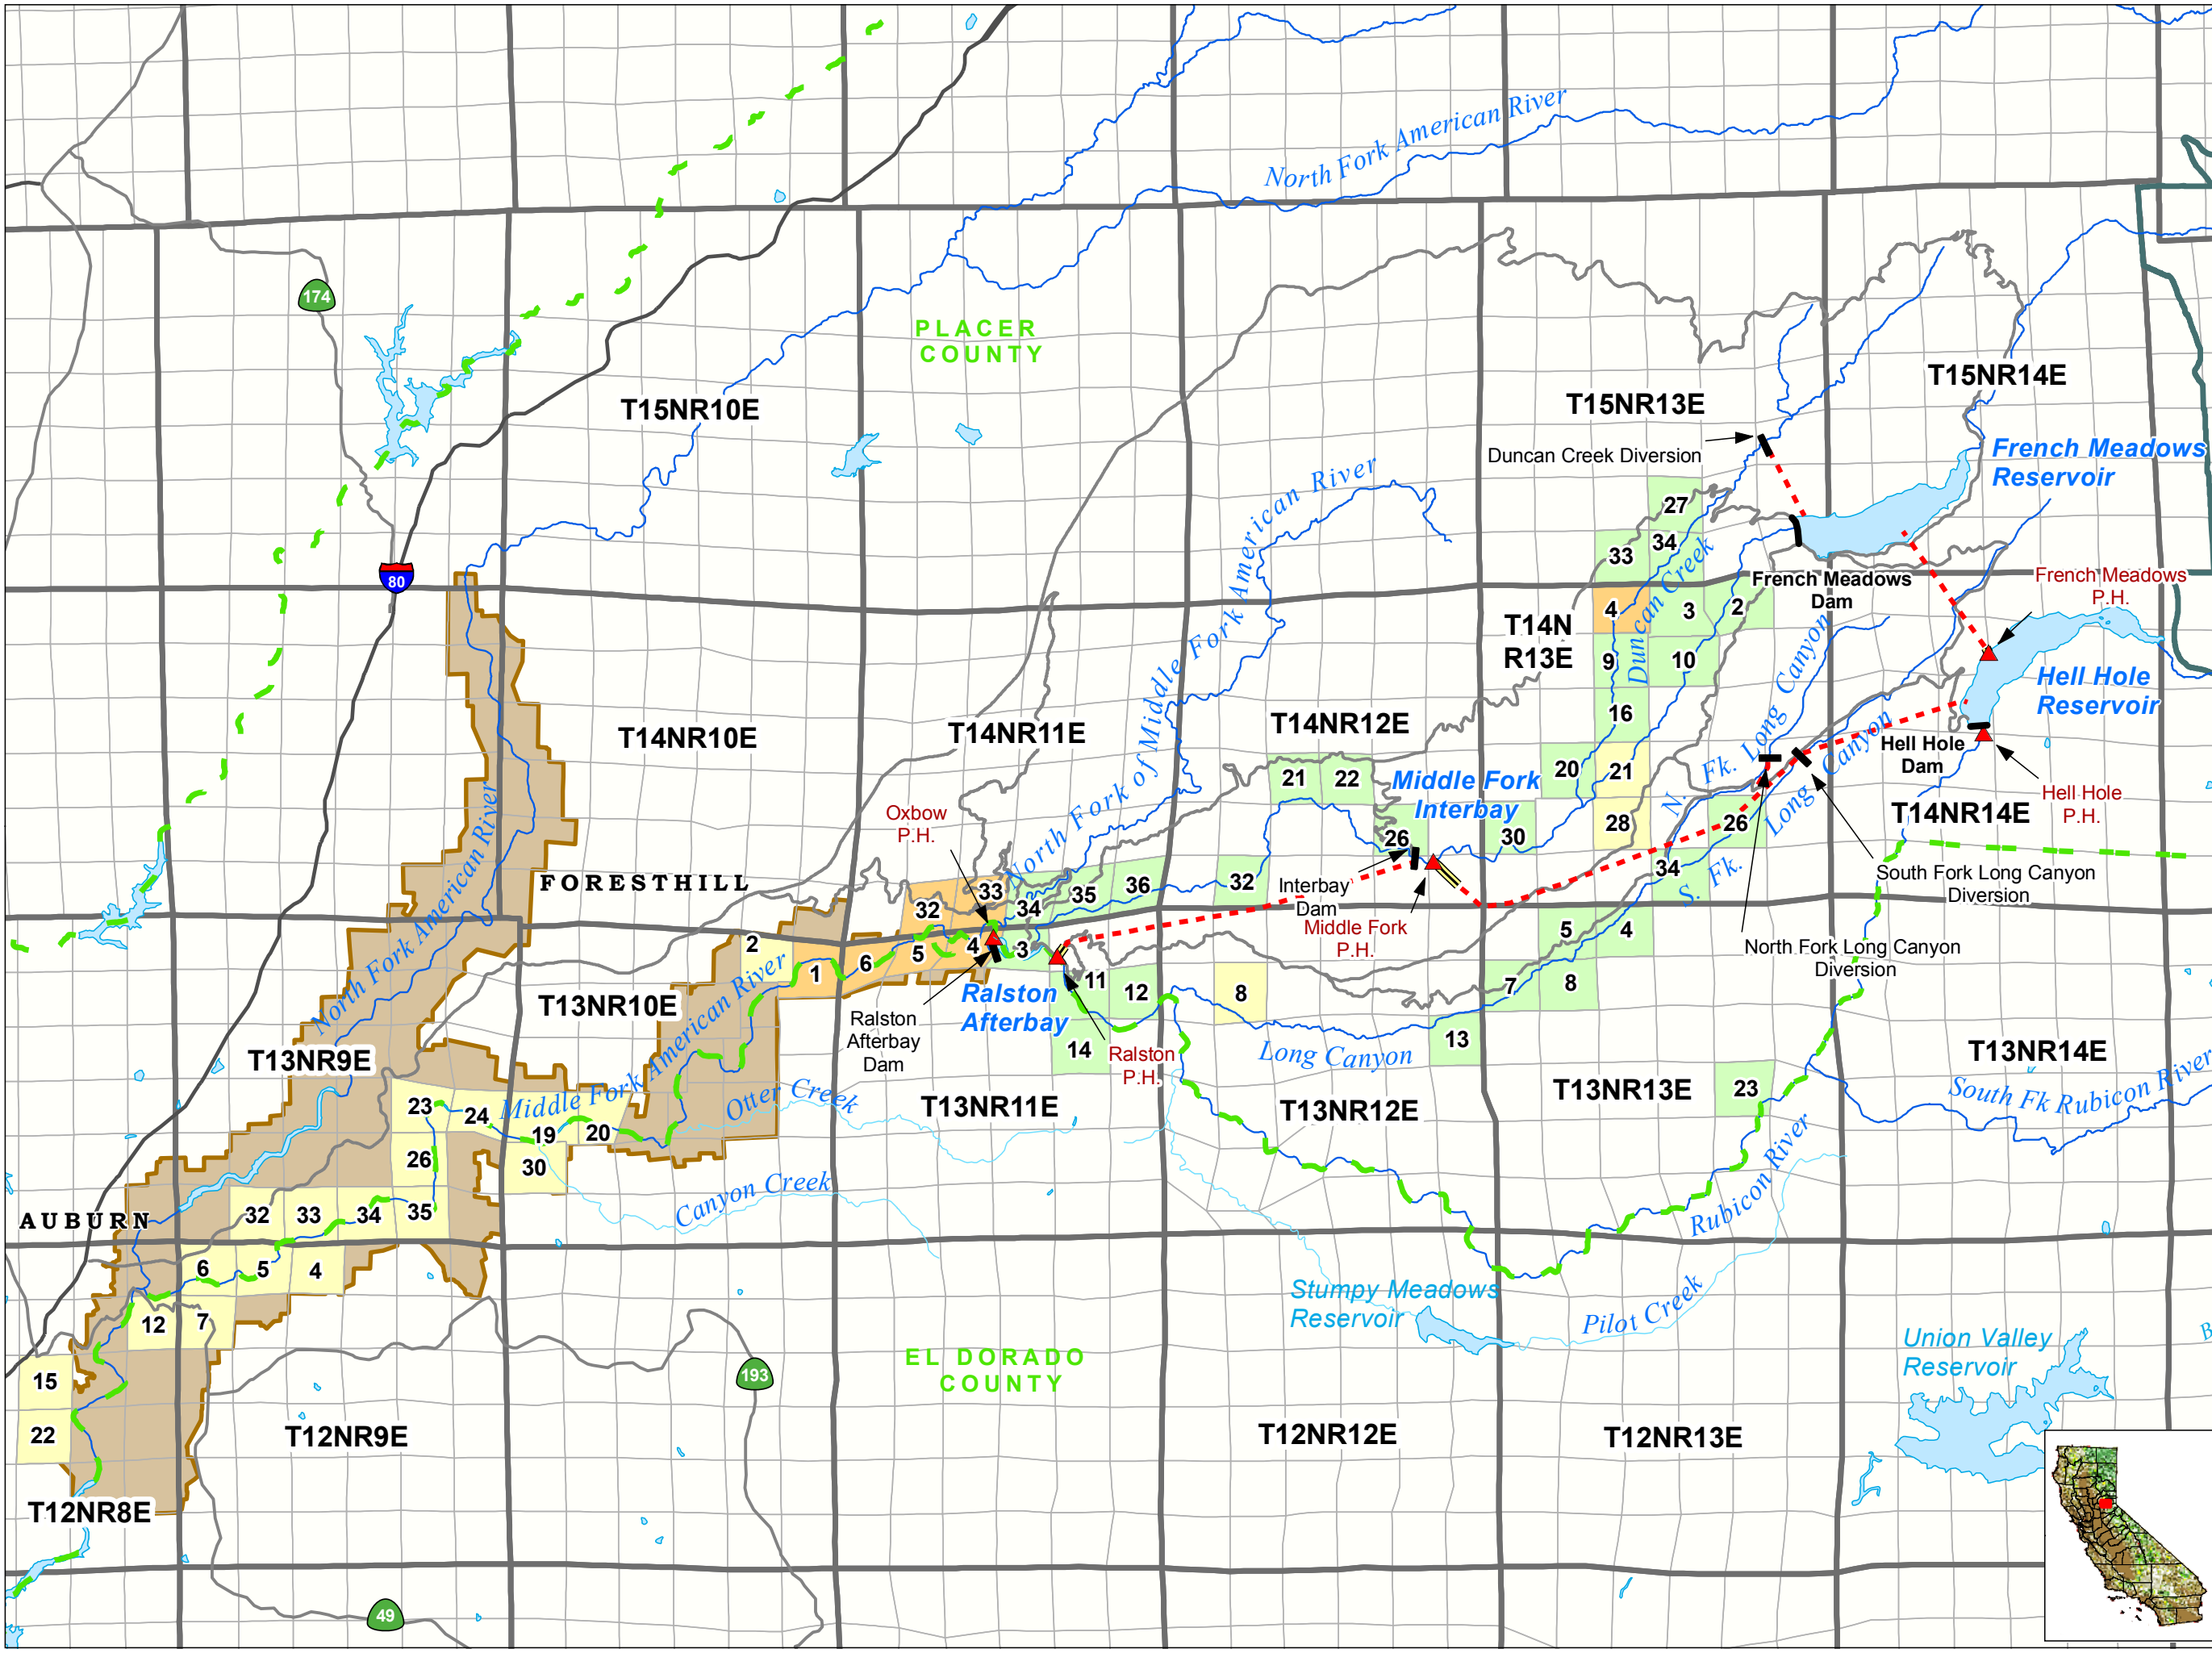 North Fork American River
174
PLACER
COUNTY
T15NR10E
T15NR13E
T15NR14E
Duncan Creek Diversion
French Meadows
Reservoir
North Fork of Middle Fork American River
27
34
33
Duncan Creek
80
French Meadows
Dam
French Meadows
P.H.
T14N
R13E
4
3
2
9
10
16
Hell Hole
Reservoir
T14NR10E
T14NR11E
T14NR12E
N. Fk. Long Canyon
Hell Hole
Dam
21
22
Middle Fork
Interbay
20
21
Hell Hole
P.H.
Oxbow
P.H.
T14NR14E
26
30
28
26
S. Fk. Long Canyon
North Fork American River
FORESTHILL
33
35
36
32
34
Interbay
Dam
South Fork Long Canyon
Diversion
32
34
Middle Fork
P.H.
2
1
6
5
4
3
5
4
North Fork Long Canyon
Diversion
11
12
8
7
8
T13NR10E
Ralston
Afterbay
Ralston
Afterbay
Dam
14
Ralston
P.H.
Long Canyon
13
T13NR9E
T13NR14E
South Fk Rubicon River
T13NR11E
T13NR12E
T13NR13E
23
23
24
Middle Fork American River
19
20
Otter Creek
26
30
Canyon Creek
Rubicon River
AUBURN
32
33
34
35
6
5
4
Stumpy Meadows
Reservoir
Pilot Creek
12
7
Union Valley
Reservoir
EL DORADO
COUNTY
193
15
22
T12NR9E
T12NR12E
T12NR13E
T12NR8E
49